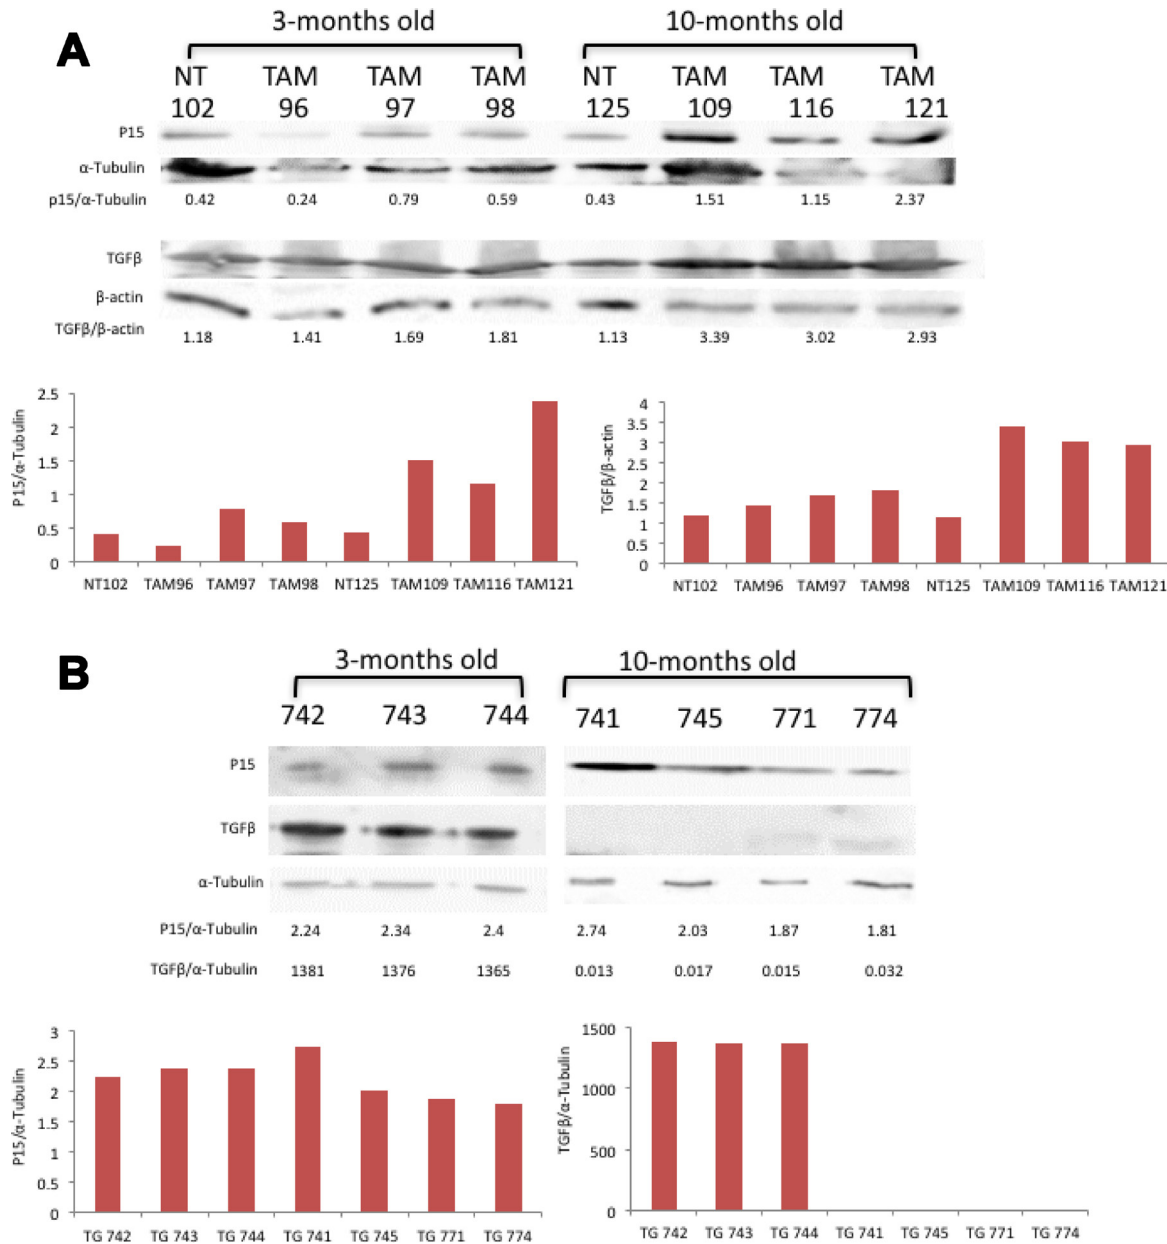 A
3-months old 10-months old
NT TAM TAM TAM NT TAM TAM TAM
102 96 97 98 125 109 116 121
P15
α-Tubulin
p15/α-Tubulin 0.42 0.24 0.79 0.59 0.43 1.51 1.15 2.37
TGFβ
β-actin
TGFβ/β-actin 1.18 1.41 1.69 1.81 1.13 3.39 3.02 2.93
P15/α-Tubulin
2.5
2
1.5
1
0.5
0
NT102 TAM96 TAM97 TAM98 NT125 TAM109 TAM116 TAM121
TGFβ/β-actin
4
3.5
3
2.5
2
1.5
1
0.5
0
NT102 TAM96 TAM97 TAM98 NT125 TAM109 TAM116 TAM121
B
3-months old 10-months old
742 743 744 741 745 771 774
P15
TGFβ
α-Tubulin
P15/α-Tubulin 2.24 2.34 2.4 2.74 2.03 1.87 1.81
TGFβ/α-Tubulin 1381 1376 1365 0.013 0.017 0.015 0.032
P15/α-Tubulin
3
2.5
2
1.5
1
0.5
0
TG 742 TG 743 TG 744 TG 741 TG 745 TG 771 TG 774
TGFβ/α-Tubulin
1500
1000
500
0
TG 742 TG 743 TG 744 TG 741 TG 745 TG 771 TG 774